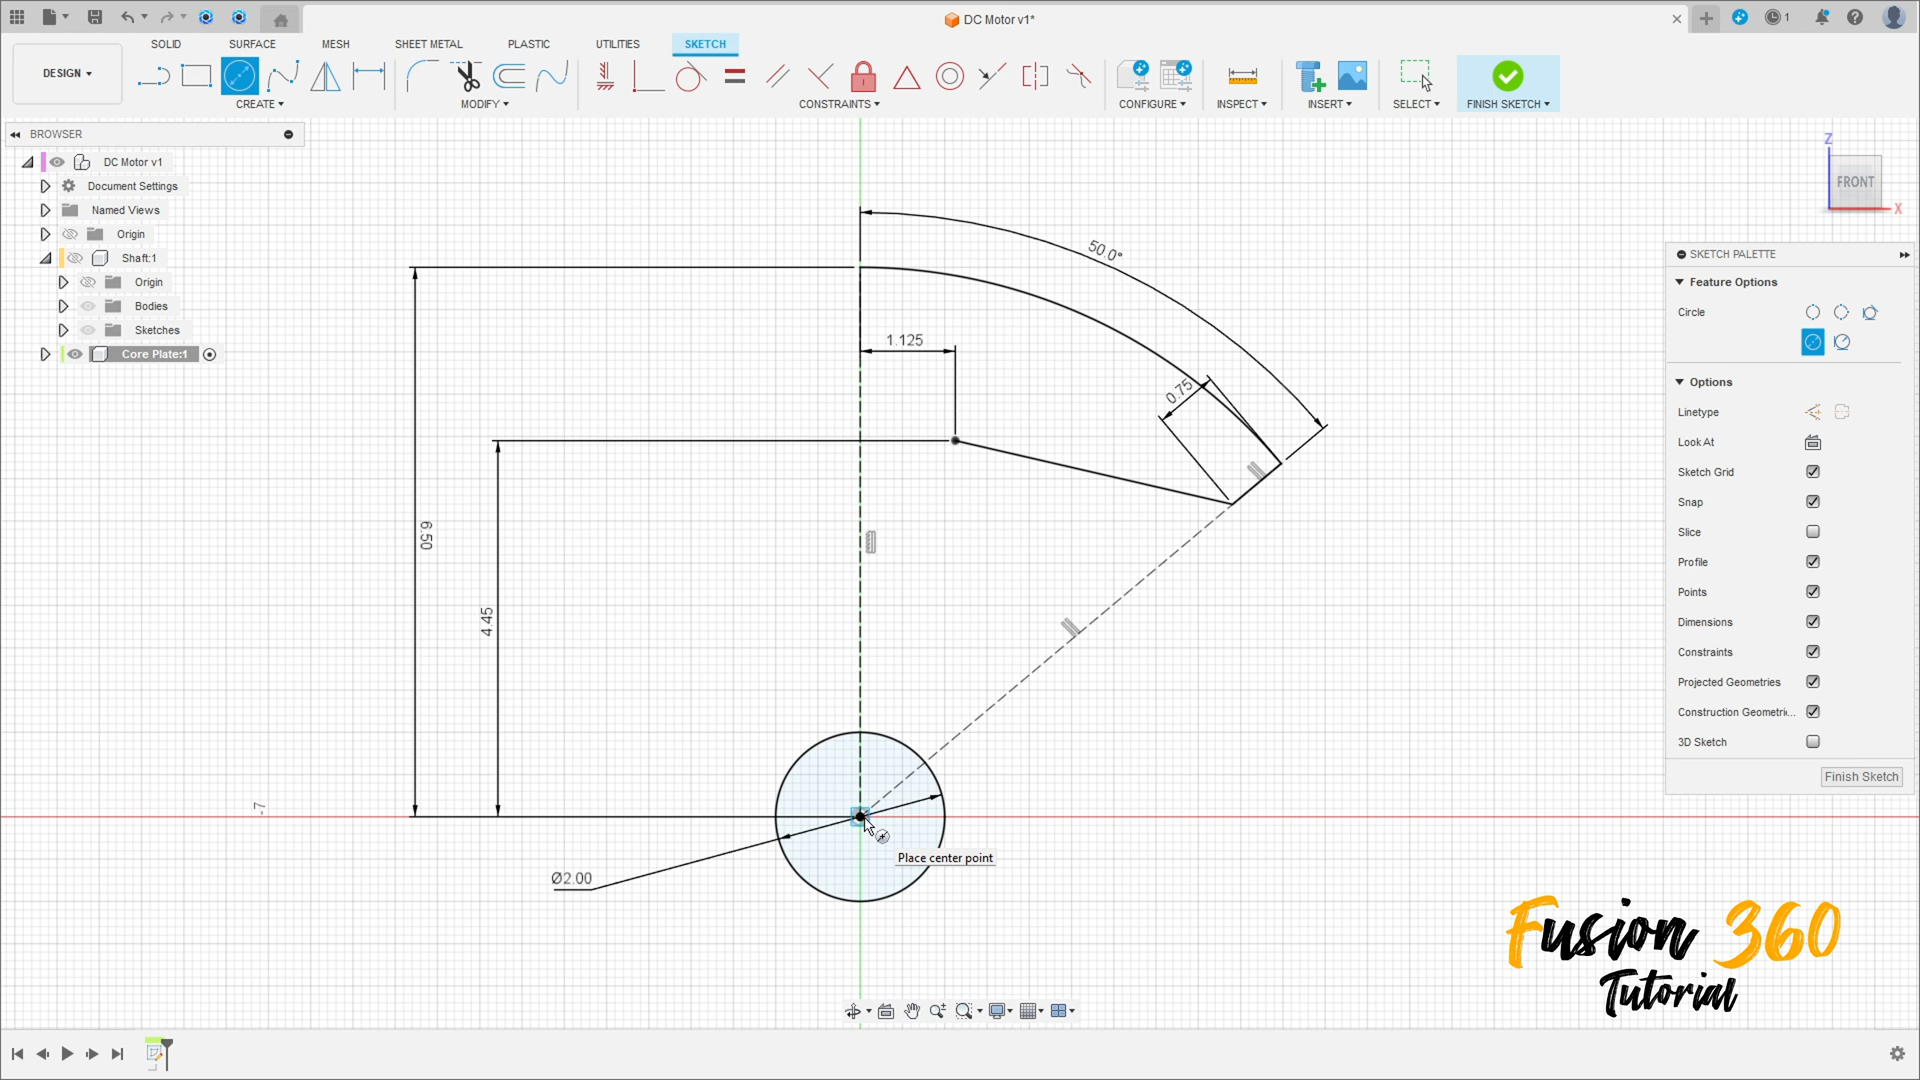 DC Motor v1*
1
SOLID
SURFACE
MESH
SHEET METAL
PLASTIC
UTILITIES
SKETCH
DESIGN
CREATE
MODIFY
CONSTRAINTS
CONFIGURE
INSPECT
INSERT
SELECT
FINISH SKETCH
BROWSER
DC Motor v1
Document Settings
Named Views
Origin
Shaft:1
Origin
Bodies
Sketches
Core Plate:1
Z
FRONT
X
50.0°
1.125
0.75
6.50
4.45
-7
Ø2.00
Place center point
SKETCH PALETTE
Feature Options
Circle
Options
Linetype
Look At
Sketch Grid
Snap
Slice
Profile
Points
Dimensions
Constraints
Projected Geometries
Construction Geometri...
3D Sketch
Finish Sketch
Fusion 360
Tutorial